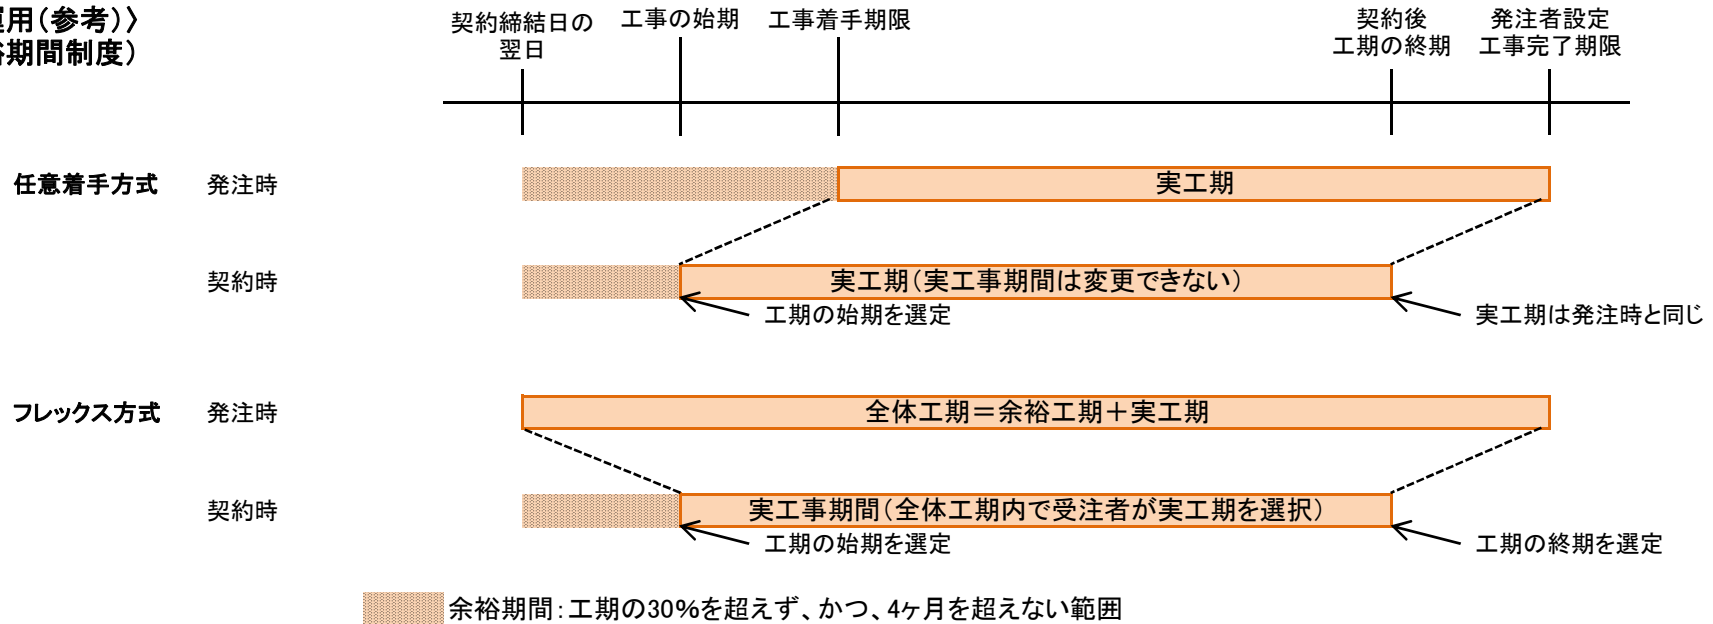 運用(参考)〉
裕期間制度)
契約締結日の
翌日
工事の始期
工事着手期限
契約後
工期の終期
発注者設定
工事完了期限
任意着手方式
発注時
実工期
契約時
実工期(実工事期間は変更できない)
工期の始期を選定
実工期は発注時と同じ
フレックス方式
発注時
全体工期=余裕工期+実工期
契約時
実工事期間(全体工期内で受注者が実工期を選択)
工期の始期を選定
工期の終期を選定
余裕期間:工期の30%を超えず、かつ、4ヶ月を超えない範囲